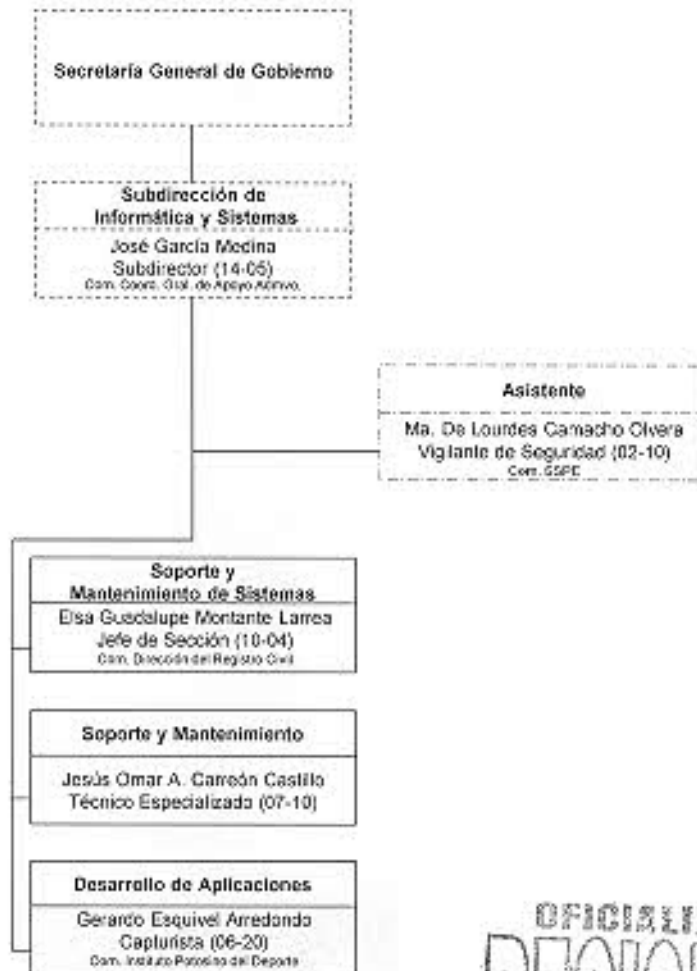 Secretaría General de Gobierno
Subdirección de
Informática y Sistemas
José García Medina
Subdirector (14-05)
Com. Coord. Gral. de Apoyo Admvo.
Asistente
Ma. De Lourdes Camacho Olvera
Vigilante de Seguridad (02-10)
Com. SSPE
Soporte y
Mantenimiento de Sistemas
Elsa Guadalupe Montante Larrea
Jefe de Sección (10-04)
Com. Dirección del Registro Civil
Soporte y Mantenimiento
Jesús Omar A. Carreón Castillo
Técnico Especializado (07-10)
Desarrollo de Aplicaciones
Gerardo Esquivel Arredondo
Capturista (06-20)
Com. Instituto Potosino del Deporte